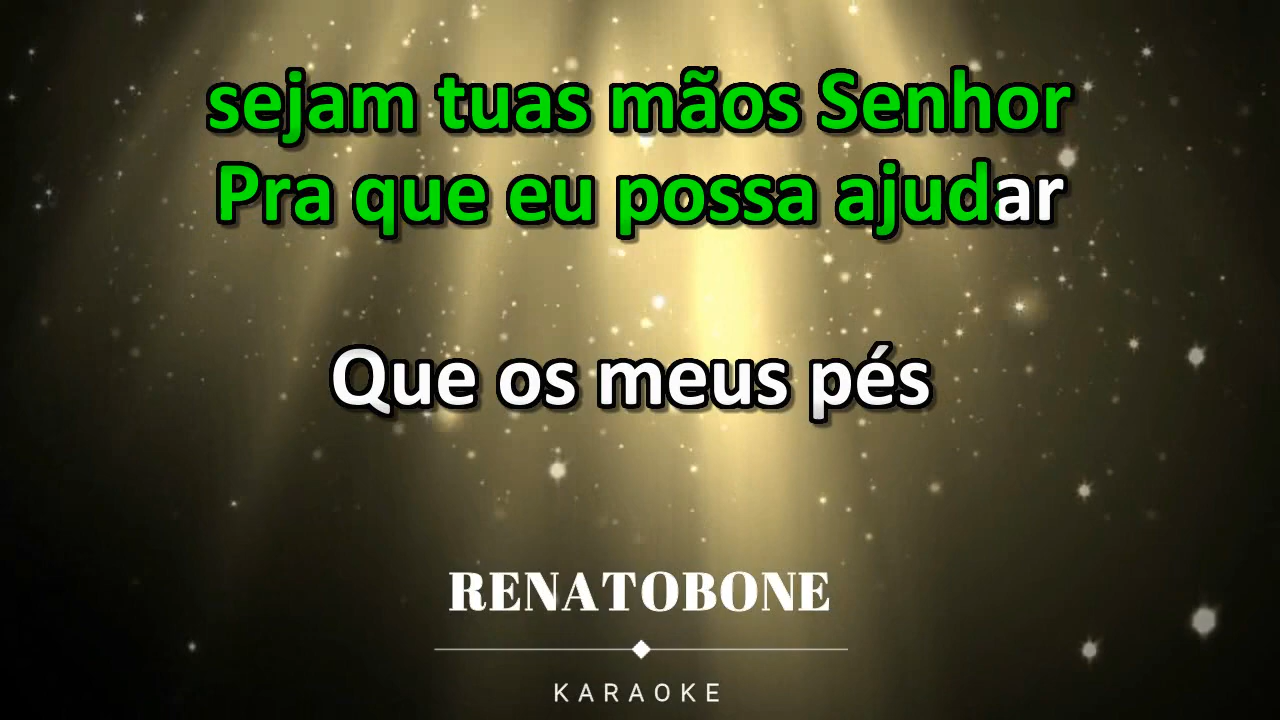 sejam tuas mãos Senhor
Pra que eu possa ajudar
Que os meus pés
RENATOBONE
KARAOKE